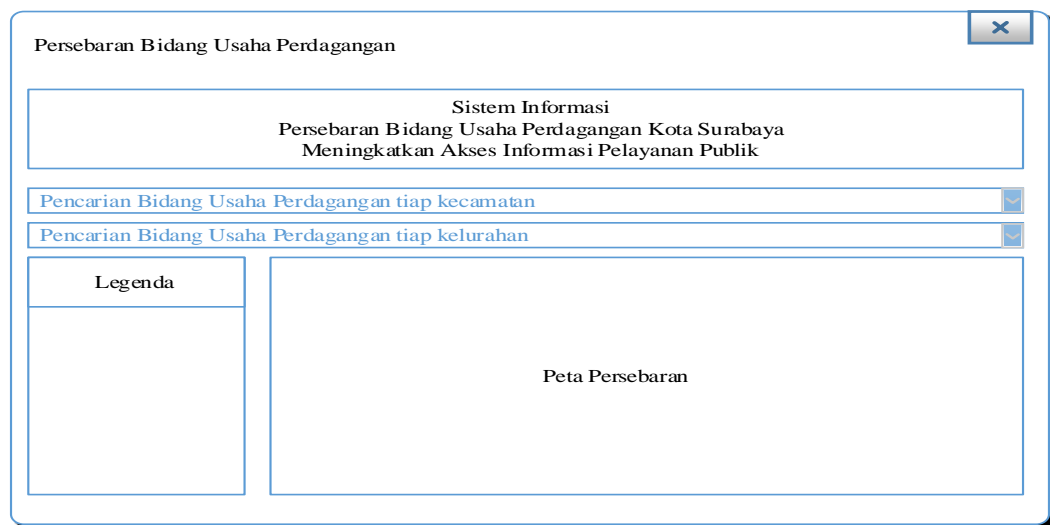 Persebaran Bidang Usaha Perdagangan
Sistem Informasi
Persebaran Bidang Usaha Perdagangan Kota Surabaya
Meningkatkan Akses Informasi Pelayanan Publik
Pencarian Bidang Usaha Perdagangan tiap kecamatan
Pencarian Bidang Usaha Perdagangan tiap kelurahan
Legenda
Peta Persebaran